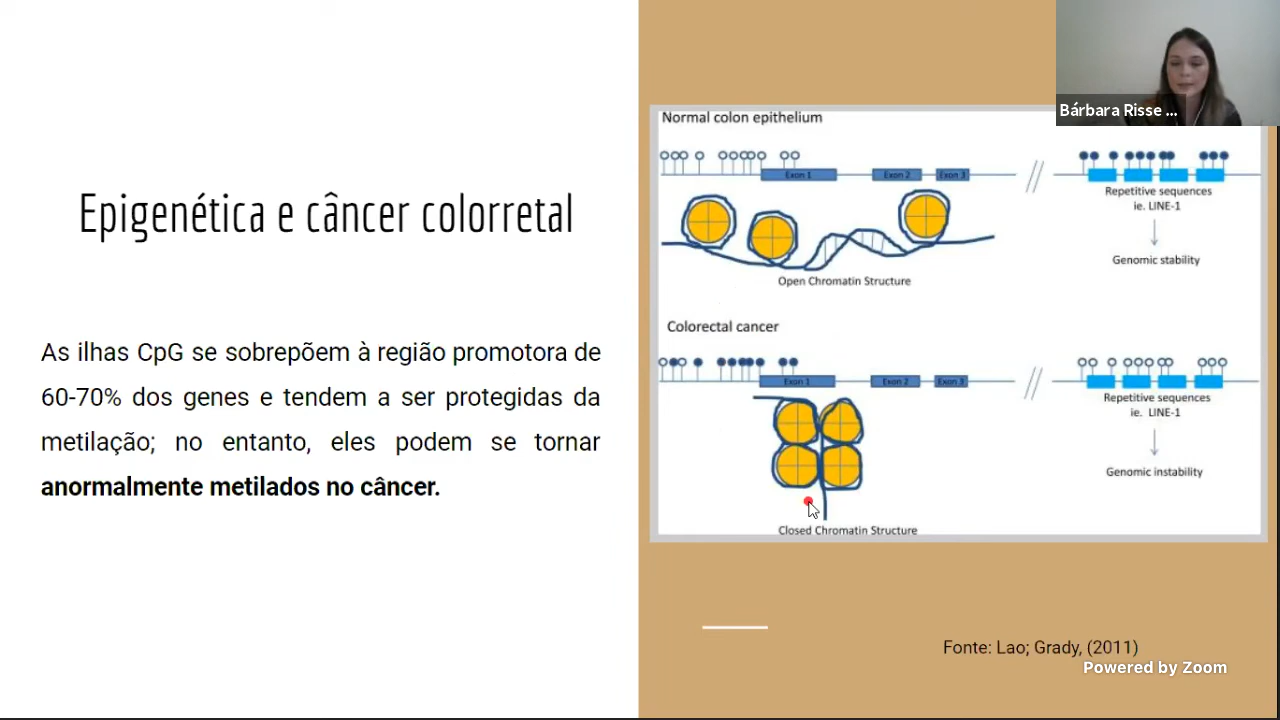 Bárbara Risse ...
Epigenética e câncer colorretal
As ilhas CpG se sobrepõem à região promotora de
60-70% dos genes e tendem a ser protegidas da
metilação; no entanto, eles podem se tornar
anormalmente metilados no câncer.
Normal colon epithelium
Exon 1 Exon 2 Exon 3
Repetitive sequences
ie. LINE-1
Genomic stability
Open Chromatin Structure
Colorectal cancer
Exon 1 Exon 2 Exon 3
Repetitive sequences
ie. LINE-1
Genomic instability
Closed Chromatin Structure
Fonte: Lao; Grady, (2011)
Powered by Zoom